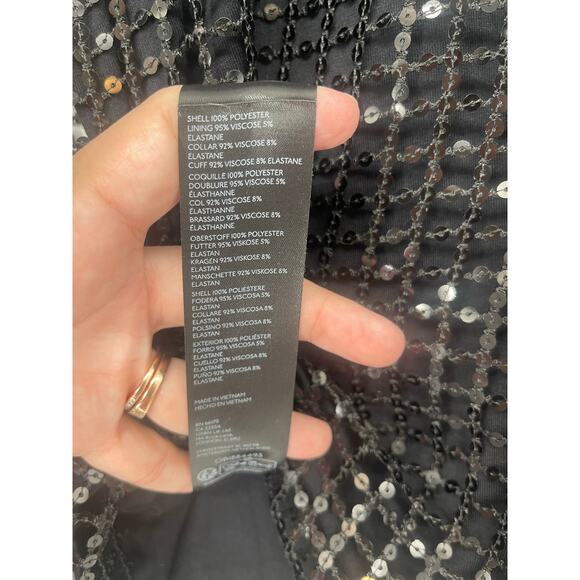 SHELL 100% POLYESTER
LINING 95% VISCOSE 5%
ELASTANE
COLLAR 92% VISCOSE 8%
ELASTANE
CUFF 92% VISCOSE 8% ELASTANE
COQUILLE 100% POLYESTER
DOUBLURE 95% VISCOSE 5%
ÉLASTHANNE
COL 92% VISCOSE 8%
ÉLASTHANNE
BRASSARD 92% VISCOSE 8%
ÉLASTHANNE
OBERSTOFF 100% POLYESTER
FUTTER 95% VISKOSE 5%
ELASTAN
KRAGEN 92% VISKOSE 8%
ELASTAN
MANSCHETTE 92% VISKOSE 8%
ELASTAN
SHELL 100% POLIESTERE
FODERA 95% VISCOSA 5%
ELASTAN
COLLARE 92% VISCOSA 8%
ELASTAN
POLSINO 92% VISCOSA 8%
ELASTAN
EXTERIOR 100% POLIÉSTER
FORRO 95% VISCOSA 5%
ELASTANE
CUELLO 92% VISCOSA 8%
ELASTANE
PUÑO 92% VISCOSA 8%
ELASTANE
MADE IN VIETNAM
HECHO EN VIETNAM